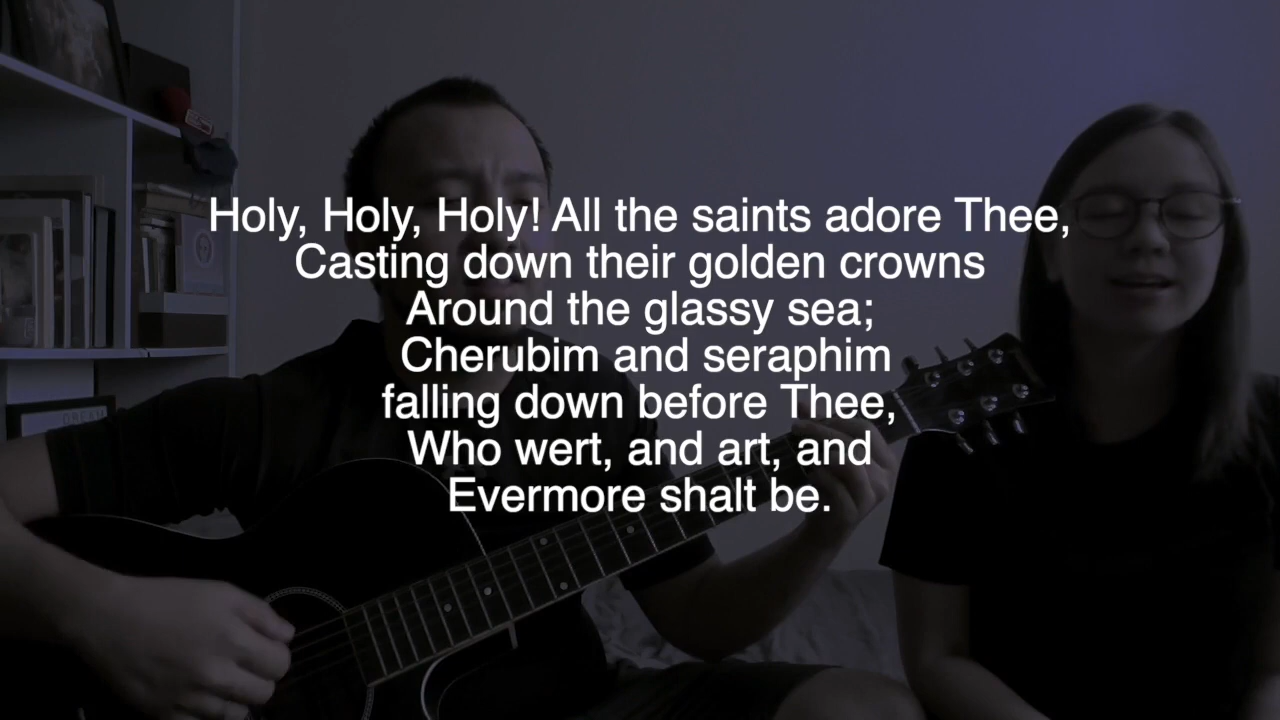 Holy, Holy, Holy! All the saints adore Thee,
Casting down their golden crowns
Around the glassy sea;
Cherubim and seraphim
falling down before Thee,
Who wert, and art, and
Evermore shalt be.
DREAM